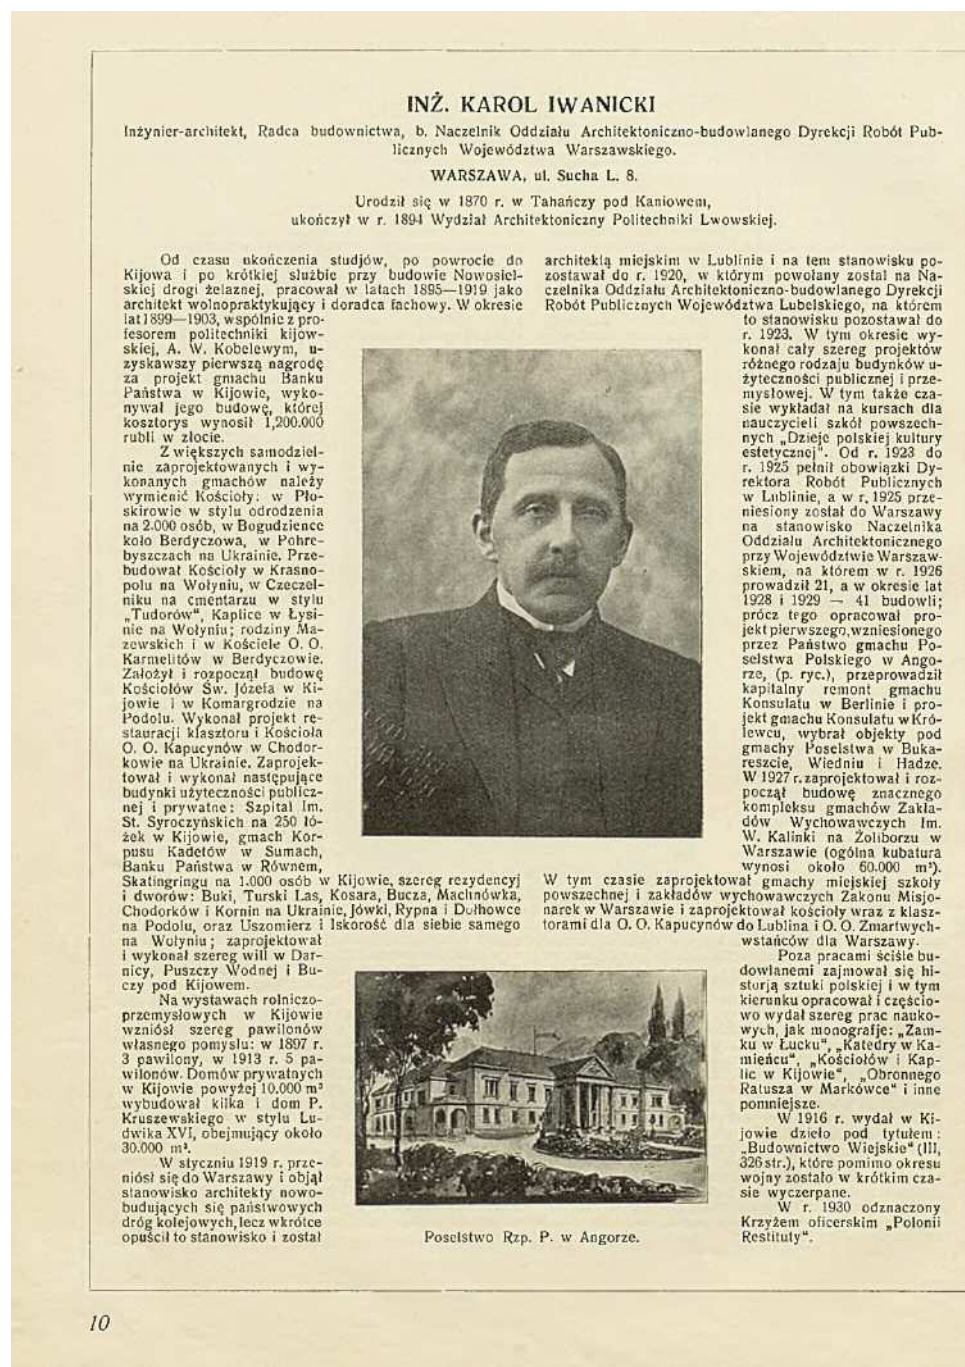 INŻ. KAROL IWANICKI
Inżynier-architekt, Radca budownictwa, b. Naczelnik Oddziału Architektoniczno-budowlanego Dyrekcji Robót Pub-
licznych Województwa Warszawskiego.
WARSZAWA, ul. Sucha L. 8.
Urodził się w 1870 r. w Tahańczy pod Kaniowem,
ukończył w r. 1894 Wydział Architektoniczny Politechniki Lwowskiej.
Od czasu ukończenia studjów, po powrocie do
Kijowa i po krótkiej służbie przy budowie Nowosiel-
skiej drogi żelaznej, pracował w latach 1895—1919 jako
architekt wolnopraktykujący i doradca fachowy. W okresie
lat 1899—1903, wspólnie z pro-
fesorem politechniki kijow-
skiej, A. W. Kobelewym, u-
zyskawszy pierwszą nagrodę
za projekt gmachu Banku
Państwa w Kijowie, wyko-
nywał jego budowę, której
kosztorys wynosił 1,200.000
rubli w złocie.
Z większych samodziel-
nie zaprojektowanych i wy-
konanych gmachów należy
wymienić Kościoły: w Pło-
skirowie w stylu odrodzenia
na 2.000 osób, w Bogudzience
koło Berdyczowa, w Pohre-
byszczach na Ukrainie. Prze-
budował Kościoły w Krasno-
polu na Wołyniu, w Czeczel-
niku na cmentarzu w stylu
„Tudorów“, Kaplice w Łysi-
nie na Wołyniu; rodziny Ma-
zewskich i w Kościele O. O.
Karmelitów w Berdyczowie.
Założył i rozpoczął budowę
Kościołów Św. Józefa w Ki-
jowie i w Komargrodzie na
Podolu. Wykonał projekt re-
stauracji klasztoru i Kościoła
O. O. Kapucynów w Chodor-
kowie na Ukrainie. Zaprojek-
tował i wykonał następujące
budynki użyteczności publicz-
nej i prywatne: Szpital Im.
St. Syroczyńskich na 250 łó-
żek w Kijowie, gmach Kor-
pusu Kadetów w Sumach,
Banku Państwa w Równem,
Skatingringu na 1.000 osób w Kijowie, szereg rezydencyj
i dworów: Buki, Turski Las, Kosara, Bucza, Machnówka,
Chodorków i Kornin na Ukrainie, Jówki, Rypna i Dołhowce
na Podolu, oraz Uszomierz i Iskorość dla siebie samego
na Wołyniu; zaprojektował
i wykonał szereg will w Dar-
nicy, Puszczy Wodnej i Bu-
czy pod Kijowem.
Na wystawach rolniczo-
przemysłowych w Kijowie
wzniósł szereg pawilonów
własnego pomysłu: w 1897 r.
3 pawilony, w 1913 r. 5 pa-
wilonów. Domów prywatnych
w Kijowie powyżej 10.000 m³
wybudował kilka i dom P.
Kruszewskiego w stylu Lu-
dwika XVI, obejmujący około
30.000 m³.
W styczniu 1919 r. prze-
niósł się do Warszawy i objął
stanowisko architekty nowo-
budujących się państwowych
dróg kolejowych, lecz wkrótce
opuścił to stanowisko i został
architektą miejskim w Lublinie i na tem stanowisku po-
zostawał do r. 1920, w którym powołany został na Na-
czelnika Oddziału Architektoniczno-budowlanego Dyrekcji
Robót Publicznych Województwa Lubelskiego, na którem
to stanowisku pozostawał do
r. 1923. W tym okresie wy-
konał cały szereg projektów
różnego rodzaju budynków u-
żyteczności publicznej i prze-
mysłowej. W tym także cza-
sie wykładał na kursach dla
nauczycieli szkół powszech-
nych „Dzieje polskiej kultury
estetycznej“. Od r. 1923 do
r. 1925 pełnił obowiązki Dy-
rektora Robót Publicznych
w Lublinie, a w r. 1925 prze-
niesiony został do Warszawy
na stanowisko Naczelnika
Oddziału Architektonicznego
przy Województwie Warszaw-
skiem, na którem w r. 1926
prowadził 21, a w okresie lat
1928 i 1929 — 41 budowli;
prócz tego opracował pro-
jekt pierwszego, wzniesionego
przez Państwo gmachu Po-
selstwa Polskiego w Ango-
rze, (p. ryc.), przeprowadził
kapitalny remont gmachu
Konsulatu w Berlinie i pro-
jekt gmachu Konsulatu w Kró-
lewcu, wybrał objekty pod
gmachy Poselstwa w Buka-
reszcie, Wiedniu i Hadze.
W 1927 r. zaprojektował i roz-
począł budowę znacznego
kompleksu gmachów Zakła-
dów Wychowawczych Im.
W. Kalinki na Żoliborzu w
Warszawie (ogólna kubatura
wynosi około 60.000 m³).
W tym czasie zaprojektował gmachy miejskiej szkoły
powszechnej i zakładów wychowawczych Zakonu Misjo-
narek w Warszawie i zaprojektował kościoły wraz z klasz-
torami dla O. O. Kapucynów do Lublina i O. O. Zmartwych-
wstańców dla Warszawy.
Poza pracami ściśle bu-
dowlanemi zajmował się hi-
storją sztuki polskiej i w tym
kierunku opracował i częścio-
wo wydał szereg prac nauko-
wych, jak monografje: „Zam-
ku w Łucku“, „Katedry w Ka-
mieńcu“, „Kościołów i Kap-
lic w Kijowie“, „Obronnego
Ratusza w Markówce“ i inne
pomniejsze.
W 1916 r. wydał w Ki-
jowie dzieło pod tytułem:
„Budownictwo Wiejskie“ (III,
326 str.), które pomimo okresu
wojny zostało w krótkim cza-
sie wyczerpane.
W r. 1930 odznaczony
Krzyżem oficerskim „Polonii
Restituty“.
Poselstwo Rzp. P. w Angorze.
10